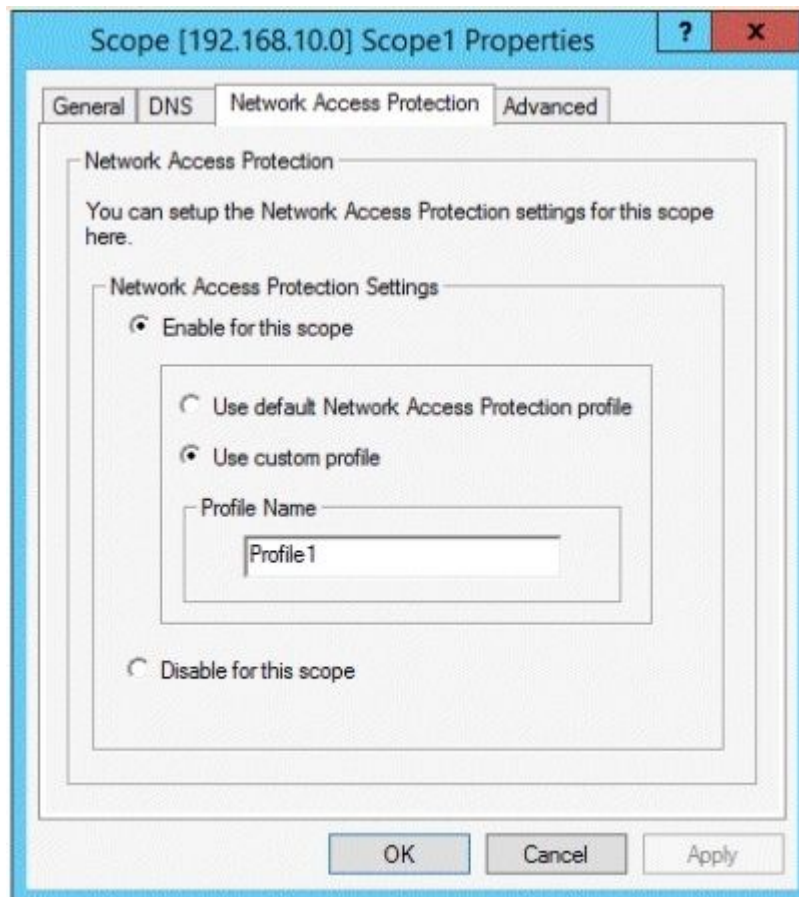 Scope [192.168.10.0] Scope1 Properties
? x
General DNS Network Access Protection Advanced
Network Access Protection
You can setup the Network Access Protection settings for this scope
here.
Network Access Protection Settings
Enable for this scope
Use default Network Access Protection profile
Use custom profile
Profile Name
Profile1
Disable for this scope
OK Cancel Apply